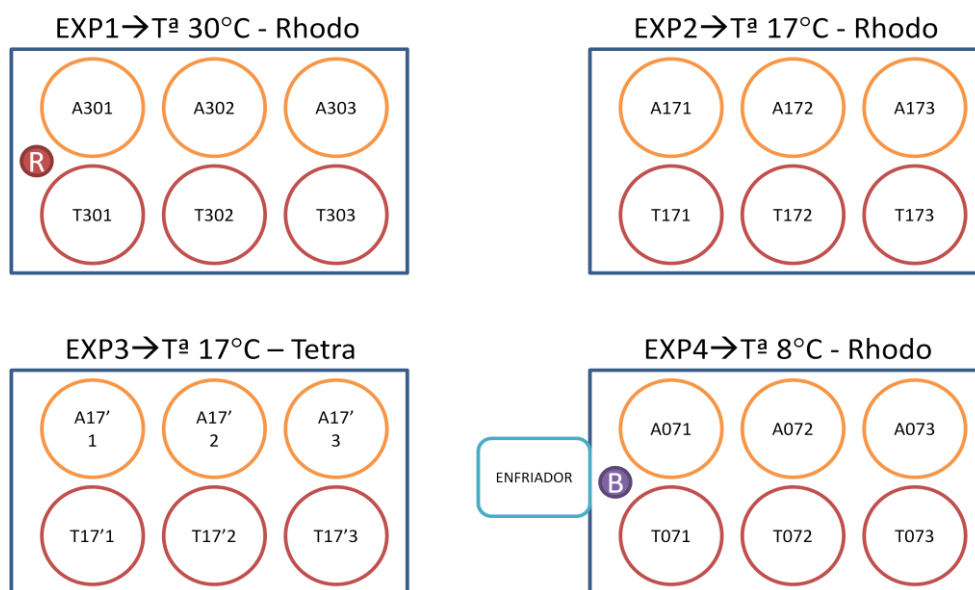 EXP1→Tª 30°C - Rhodo
A301 A302 A303
R
T301 T302 T303
EXP2→Tª 17°C - Rhodo
A171 A172 A173
T171 T172 T173
EXP3→Tª 17°C – Tetra
A17' A17' A17'
1 2 3
T17'1 T17'2 T17'3
EXP4→Tª 8°C - Rhodo
A071 A072 A073
ENFRIADOR
B
T071 T072 T073